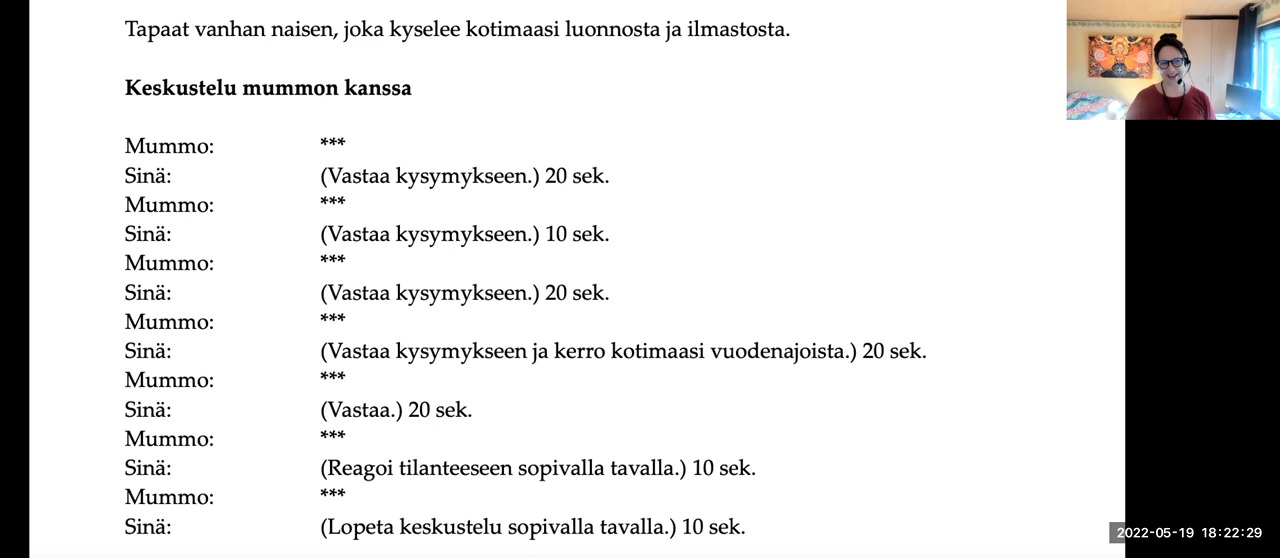 Tapaat vanhan naisen, joka kyselee kotimaasi luonnosta ja ilmastosta.
Keskustelu mummon kanssa
Mummo: ***
Sinä: (Vastaa kysymykseen.) 20 sek.
Mummo: ***
Sinä: (Vastaa kysymykseen.) 10 sek.
Mummo: ***
Sinä: (Vastaa kysymykseen.) 20 sek.
Mummo: ***
Sinä: (Vastaa kysymykseen ja kerro kotimaasi vuodenajoista.) 20 sek.
Mummo: ***
Sinä: (Vastaa.) 20 sek.
Mummo: ***
Sinä: (Reagoi tilanteeseen sopivalla tavalla.) 10 sek.
Mummo: ***
Sinä: (Lopeta keskustelu sopivalla tavalla.) 10 sek.
2022-05-19 18:22:29